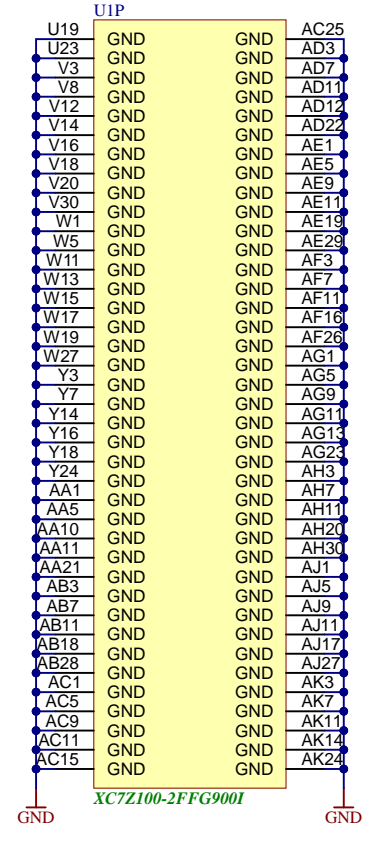 U1P
U19 GND GND AC25
U23 GND GND AD3
V3 GND GND AD7
V8 GND GND AD11
V12 GND GND AD12
V14 GND GND AD22
V16 GND GND AE1
V18 GND GND AE5
V20 GND GND AE9
V30 GND GND AE11
W1 GND GND AE19
W5 GND GND AE29
W11 GND GND AF3
W13 GND GND AF7
W15 GND GND AF11
W17 GND GND AF16
W19 GND GND AF26
W27 GND GND AG1
Y3 GND GND AG5
Y7 GND GND AG9
Y14 GND GND AG11
Y16 GND GND AG13
Y18 GND GND AG23
Y24 GND GND AH3
AA1 GND GND AH7
AA5 GND GND AH11
AA10 GND GND AH20
AA11 GND GND AH30
AA21 GND GND AJ1
AB3 GND GND AJ5
AB7 GND GND AJ9
AB11 GND GND AJ11
AB18 GND GND AJ17
AB28 GND GND AJ27
AC1 GND GND AK3
AC5 GND GND AK7
AC9 GND GND AK11
AC11 GND GND AK14
AC15 GND GND AK24
XC7Z100-2FFG900I
GND GND